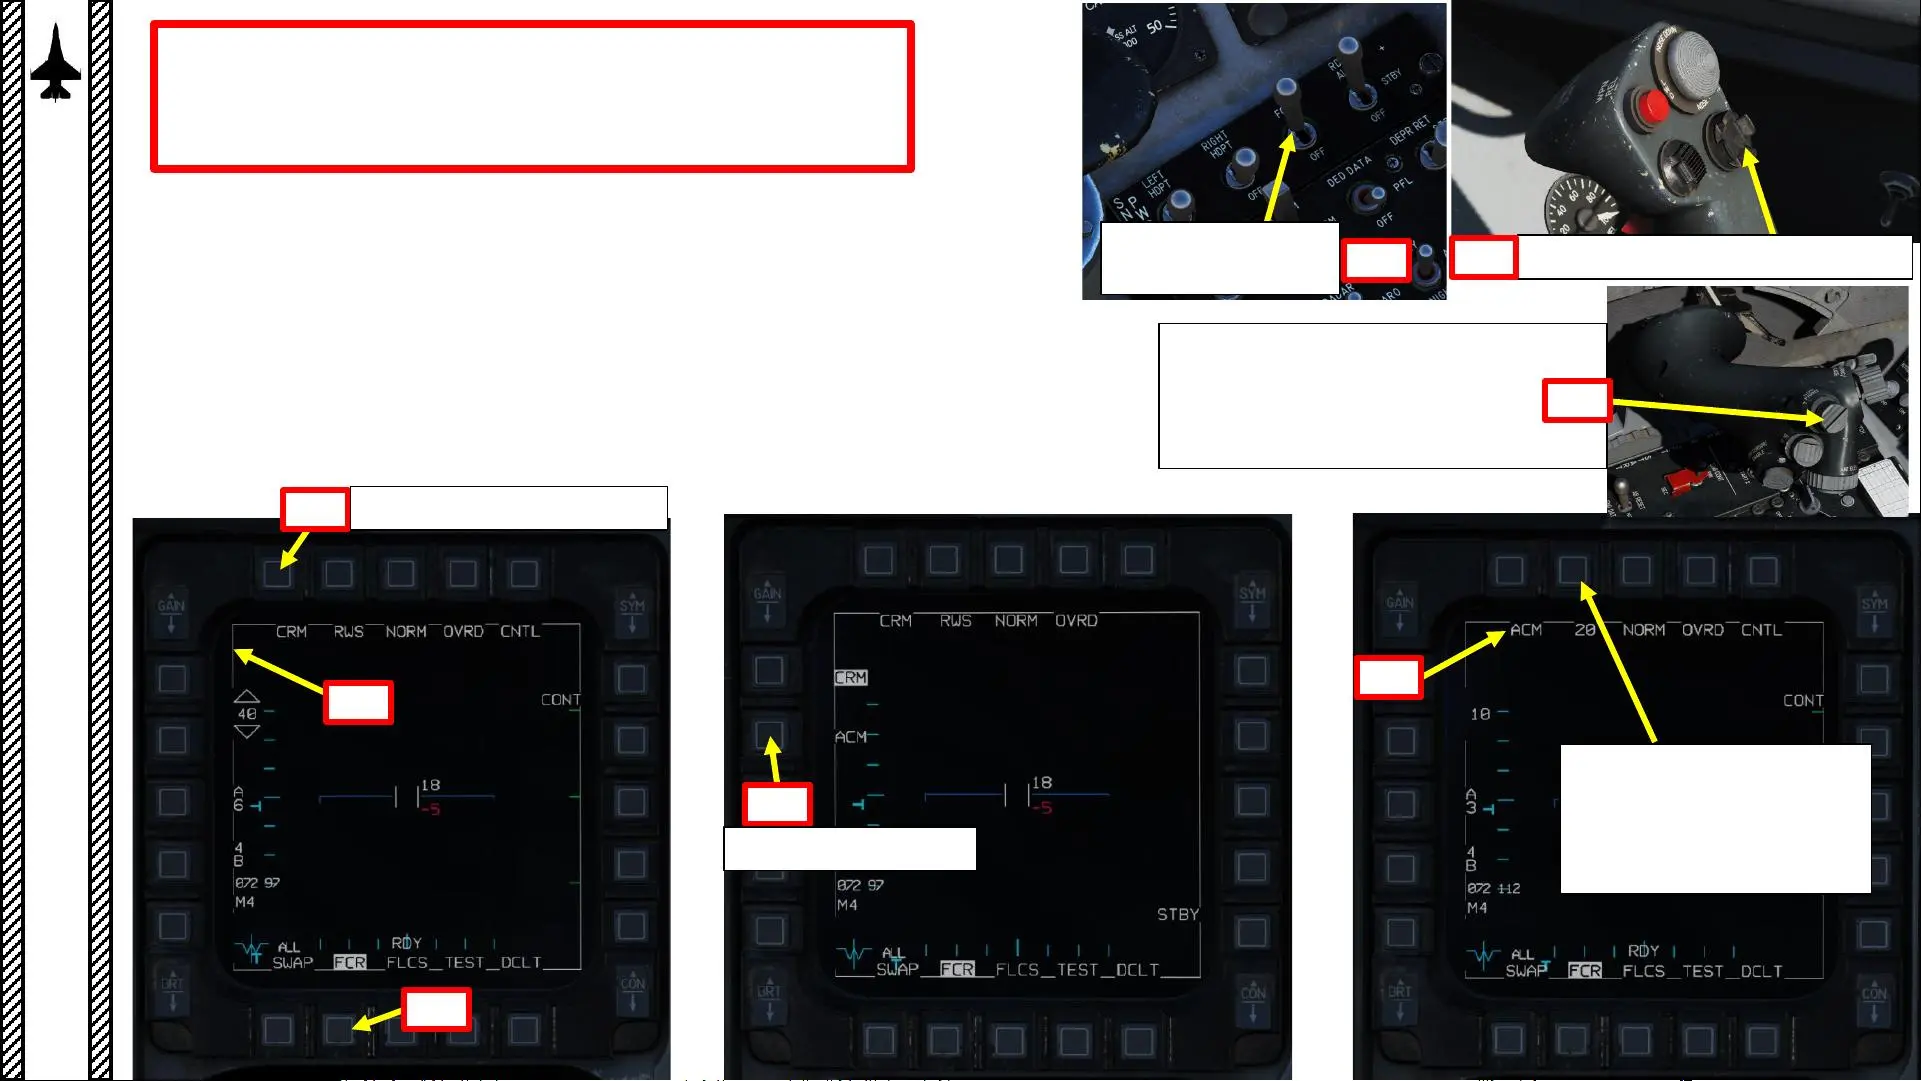 50
STBY
OFF
RIGHT
HDPT
OFF
DEPR RET
LEFT
HDPT
DED DATA
PFL
OFF
NOSE DOWN
GAIN
SYM
CRM RWS NORM OVRD CNTL
40
CONT
A
6
18
-5
4
B
072 97
M4
ALL
RDY
SWAP FCR FLCS TEST DCLT
BRT
CON
GAIN
SYM
CRM RWS NORM OVRD
CRM
ACM
18
-5
072 97
M4
STBY
ALL
SWAP FCR FLCS TEST DCLT
BRT
CON
GAIN
SYM
ACM 20 NORM OVRD CNTL
10
CONT
A
3
4
B
072 112
M4
ALL
RDY
SWAP FCR FLCS TEST DCLT
BRT
CON